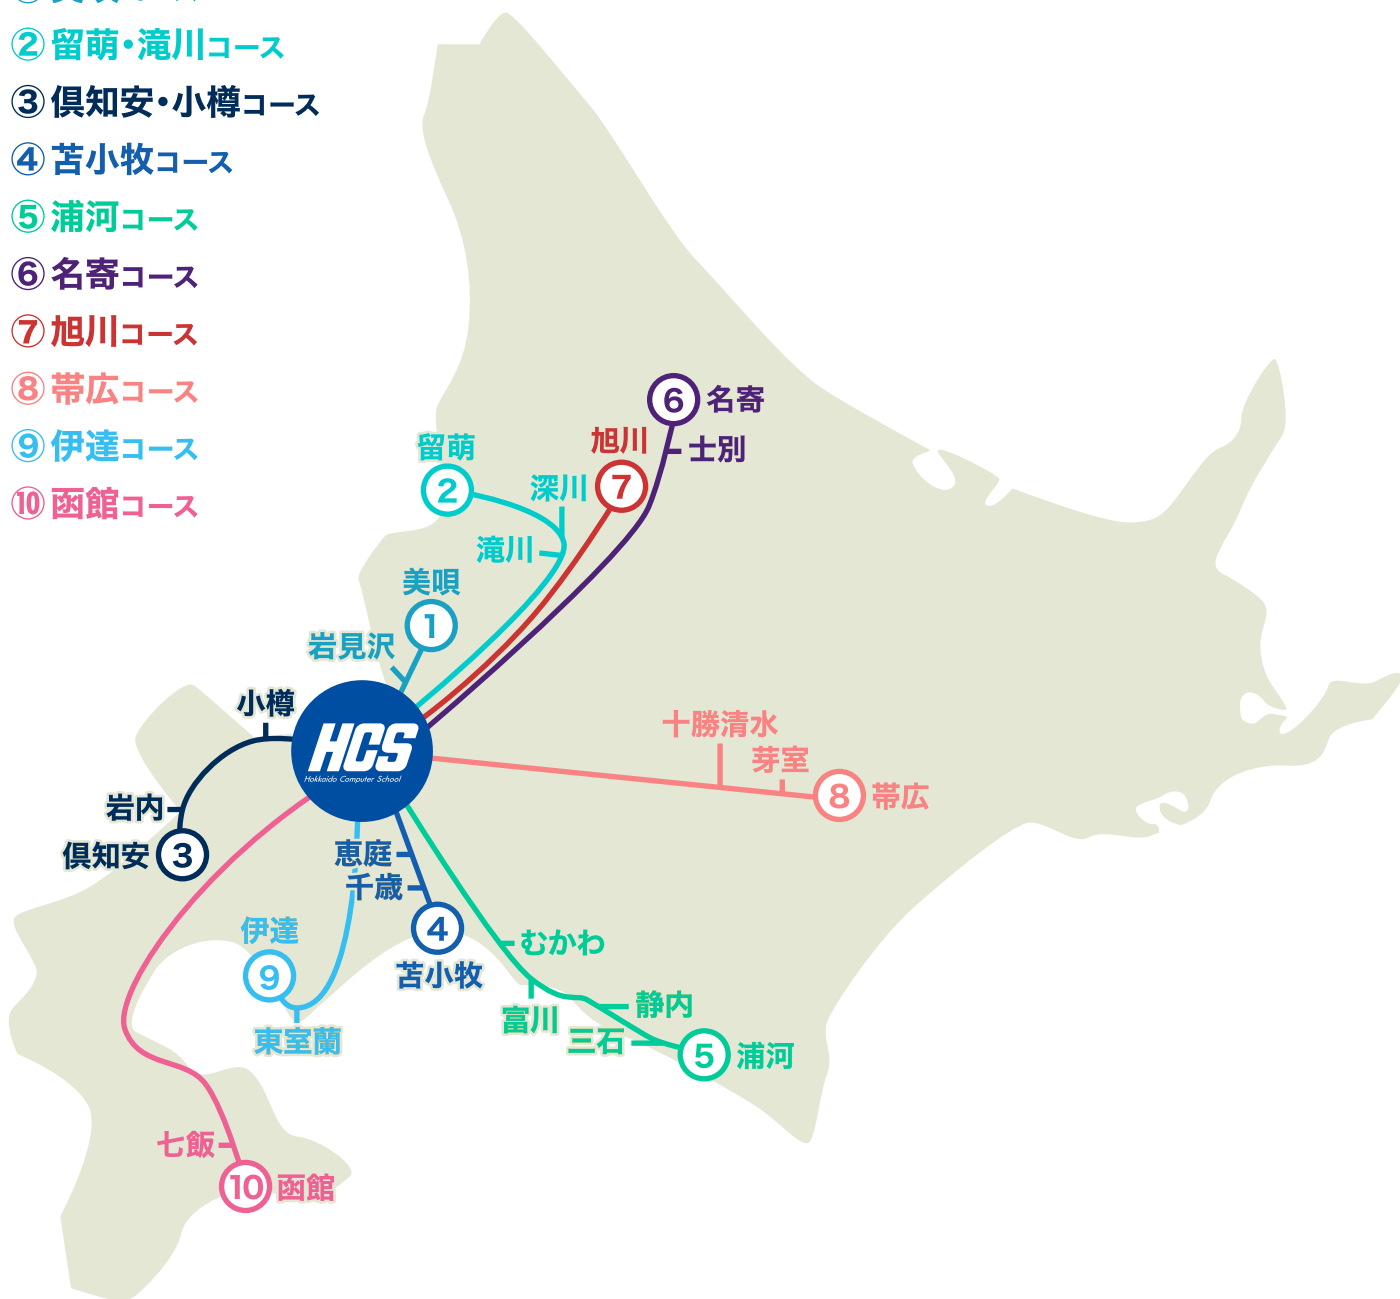 ②留萌・滝川コース
③倶知安・小樽コース
④苫小牧コース
⑤浦河コース
⑥名寄コース
⑦旭川コース
⑧帯広コース
⑨伊達コース
⑩函館コース
6 名寄
士別
旭川
7
留萌
2
深川
滝川
美唄
1
岩見沢
小樽
HCS
Hokkaido Computer School
岩内
倶知安 3
十勝清水
芽室
8 帯広
恵庭
千歳
4
苫小牧
伊達
9
東室蘭
むかわ
富川
静内
三石
5 浦河
七飯
10 函館